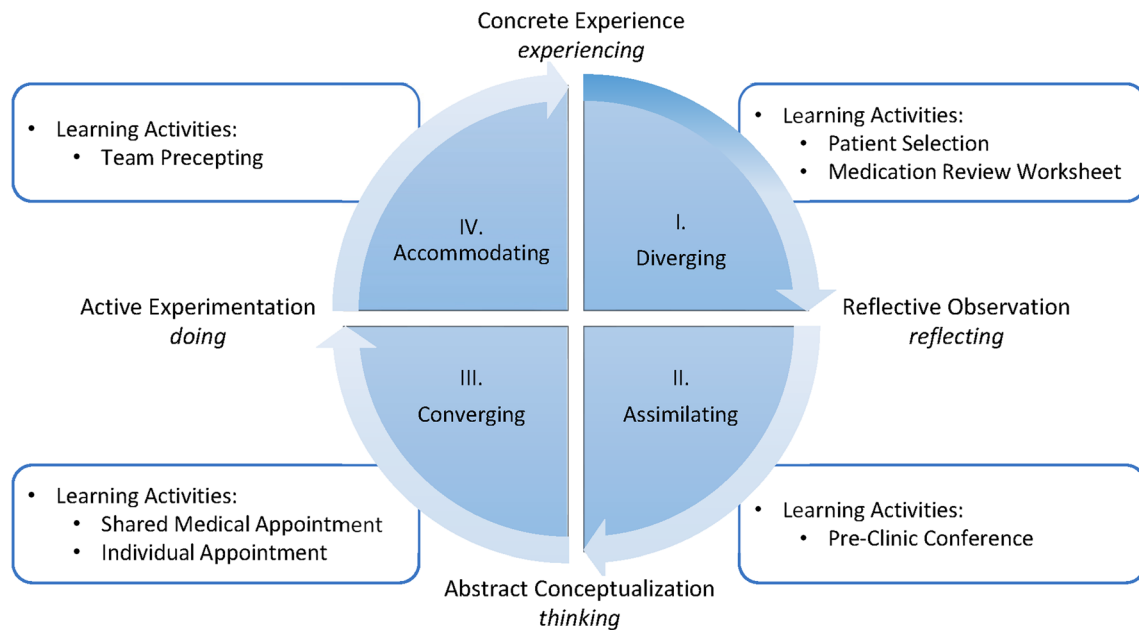 Concrete Experience
experiencing
• Learning Activities:
• Team Precepting
• Learning Activities:
• Patient Selection
• Medication Review Worksheet
IV.
Accommodating
I.
Diverging
Active Experimentation
doing
Reflective Observation
reflecting
III.
Converging
II.
Assimilating
• Learning Activities:
• Shared Medical Appointment
• Individual Appointment
• Learning Activities:
• Pre-Clinic Conference
Abstract Conceptualization
thinking